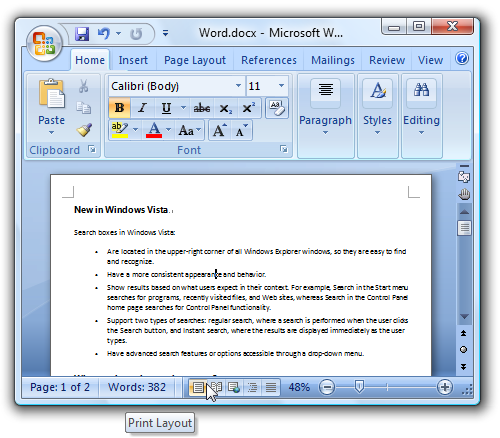 Word.docx - Microsoft W...
Home Insert Page Layout References Mailings Review View
Calibri (Body) 11
Paste
B I U abc x₂ x²
ab A Aa A A
Paragraph Styles Editing
Clipboard Font
New in Windows Vista
Search boxes in Windows Vista:
• Are located in the upper-right corner of all Windows Explorer windows, so they are easy to find
and recognize.
• Have a more consistent appearance and behavior.
• Show results based on what users expect in their context. For example, Search in the Start menu
searches for programs, recently visited files, and Web sites, whereas Search in the Control Panel
home page searches for Control Panel functionality.
• Support two types of searches: regular search, where a search is performed when the user clicks
the Search button, and Instant search, where the results are displayed immediately as the user
types.
• Have advanced search features or options accessible through a drop-down menu.
Page: 1 of 2 Words: 382 48%
Print Layout